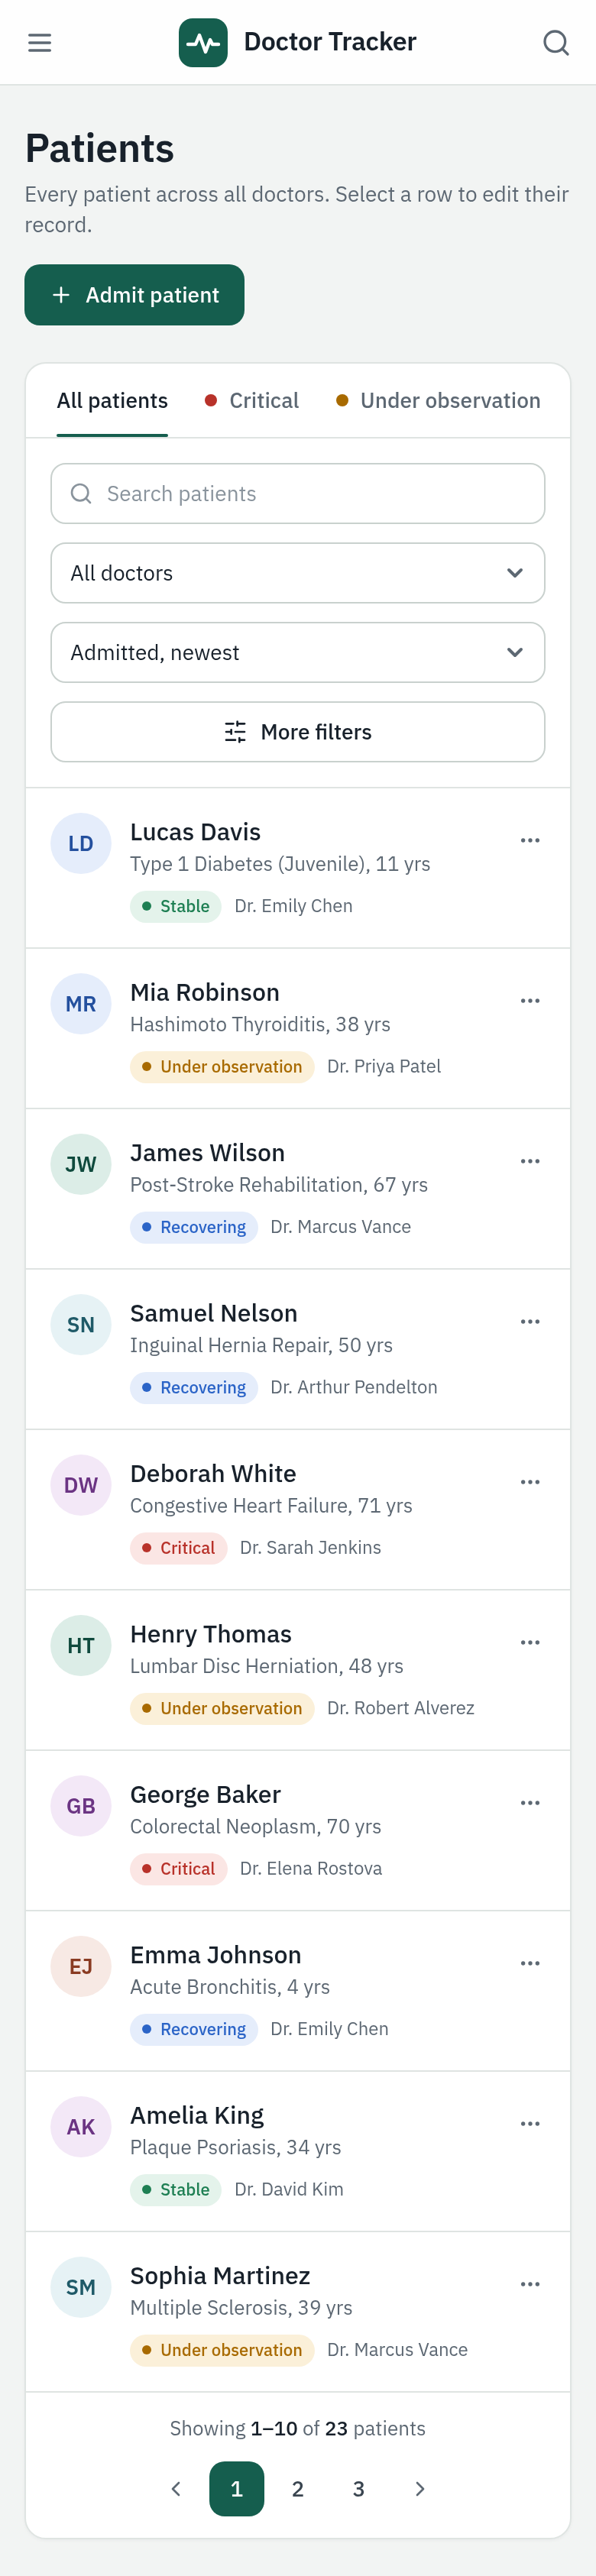 Doctor Tracker
Patients
Every patient across all doctors. Select a row to edit their
record.
Admit patient
All patients
Critical
Under observation
Search patients
All doctors
Admitted, newest
More filters
LD
Lucas Davis
Type 1 Diabetes (Juvenile), 11 yrs
Stable Dr. Emily Chen
MR
Mia Robinson
Hashimoto Thyroiditis, 38 yrs
Under observation Dr. Priya Patel
JW
James Wilson
Post-Stroke Rehabilitation, 67 yrs
Recovering Dr. Marcus Vance
SN
Samuel Nelson
Inguinal Hernia Repair, 50 yrs
Recovering Dr. Arthur Pendelton
DW
Deborah White
Congestive Heart Failure, 71 yrs
Critical Dr. Sarah Jenkins
HT
Henry Thomas
Lumbar Disc Herniation, 48 yrs
Under observation Dr. Robert Alverez
GB
George Baker
Colorectal Neoplasm, 70 yrs
Critical Dr. Elena Rostova
EJ
Emma Johnson
Acute Bronchitis, 4 yrs
Recovering Dr. Emily Chen
AK
Amelia King
Plaque Psoriasis, 34 yrs
Stable Dr. David Kim
SM
Sophia Martinez
Multiple Sclerosis, 39 yrs
Under observation Dr. Marcus Vance
Showing 1–10 of 23 patients
1 2 3